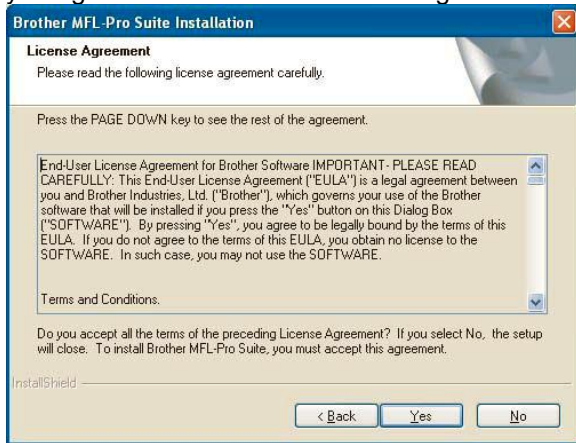 Brother MFL-Pro Suite Installation
License Agreement
Please read the following license agreement carefully.
Press the PAGE DOWN key to see the rest of the agreement.
End-User License Agreement for Brother Software IMPORTANT- PLEASE READ
CAREFULLY: This End-User License Agreement ("EULA") is a legal agreement between
you and Brother Industries, Ltd. ("Brother"), which governs your use of the Brother
software that will be installed if you press the "Yes" button on this Dialog Box
("SOFTWARE"). By pressing "Yes", you agree to be legally bound by the terms of this
EULA. If you do not agree to the terms of this EULA, you obtain no license to the
SOFTWARE. In such case, you may not use the SOFTWARE.
Terms and Conditions.
Do you accept all the terms of the preceding License Agreement? If you select No, the setup
will close. To install Brother MFL-Pro Suite, you must accept this agreement.
InstallShield
< Back Yes No